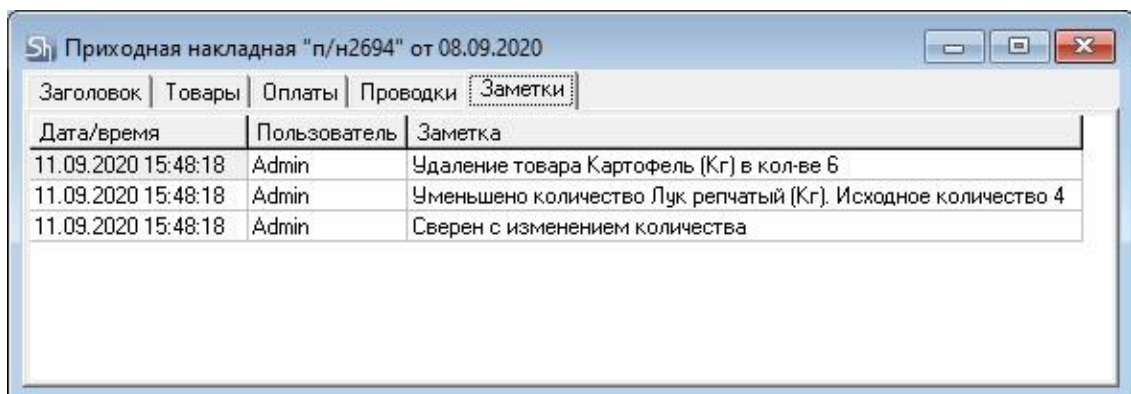 Sh Приходная накладная "п/н2694" от 08.09.2020
Заголовок Товары Оплаты Проводки Заметки
Дата/время Пользователь Заметка
11.09.2020 15:48:18 Admin Удаление товара Картофель (Кг) в кол-ве 6
11.09.2020 15:48:18 Admin Уменьшено количество Лук репчатый (Кг). Исходное количество 4
11.09.2020 15:48:18 Admin Сверен с изменением количества